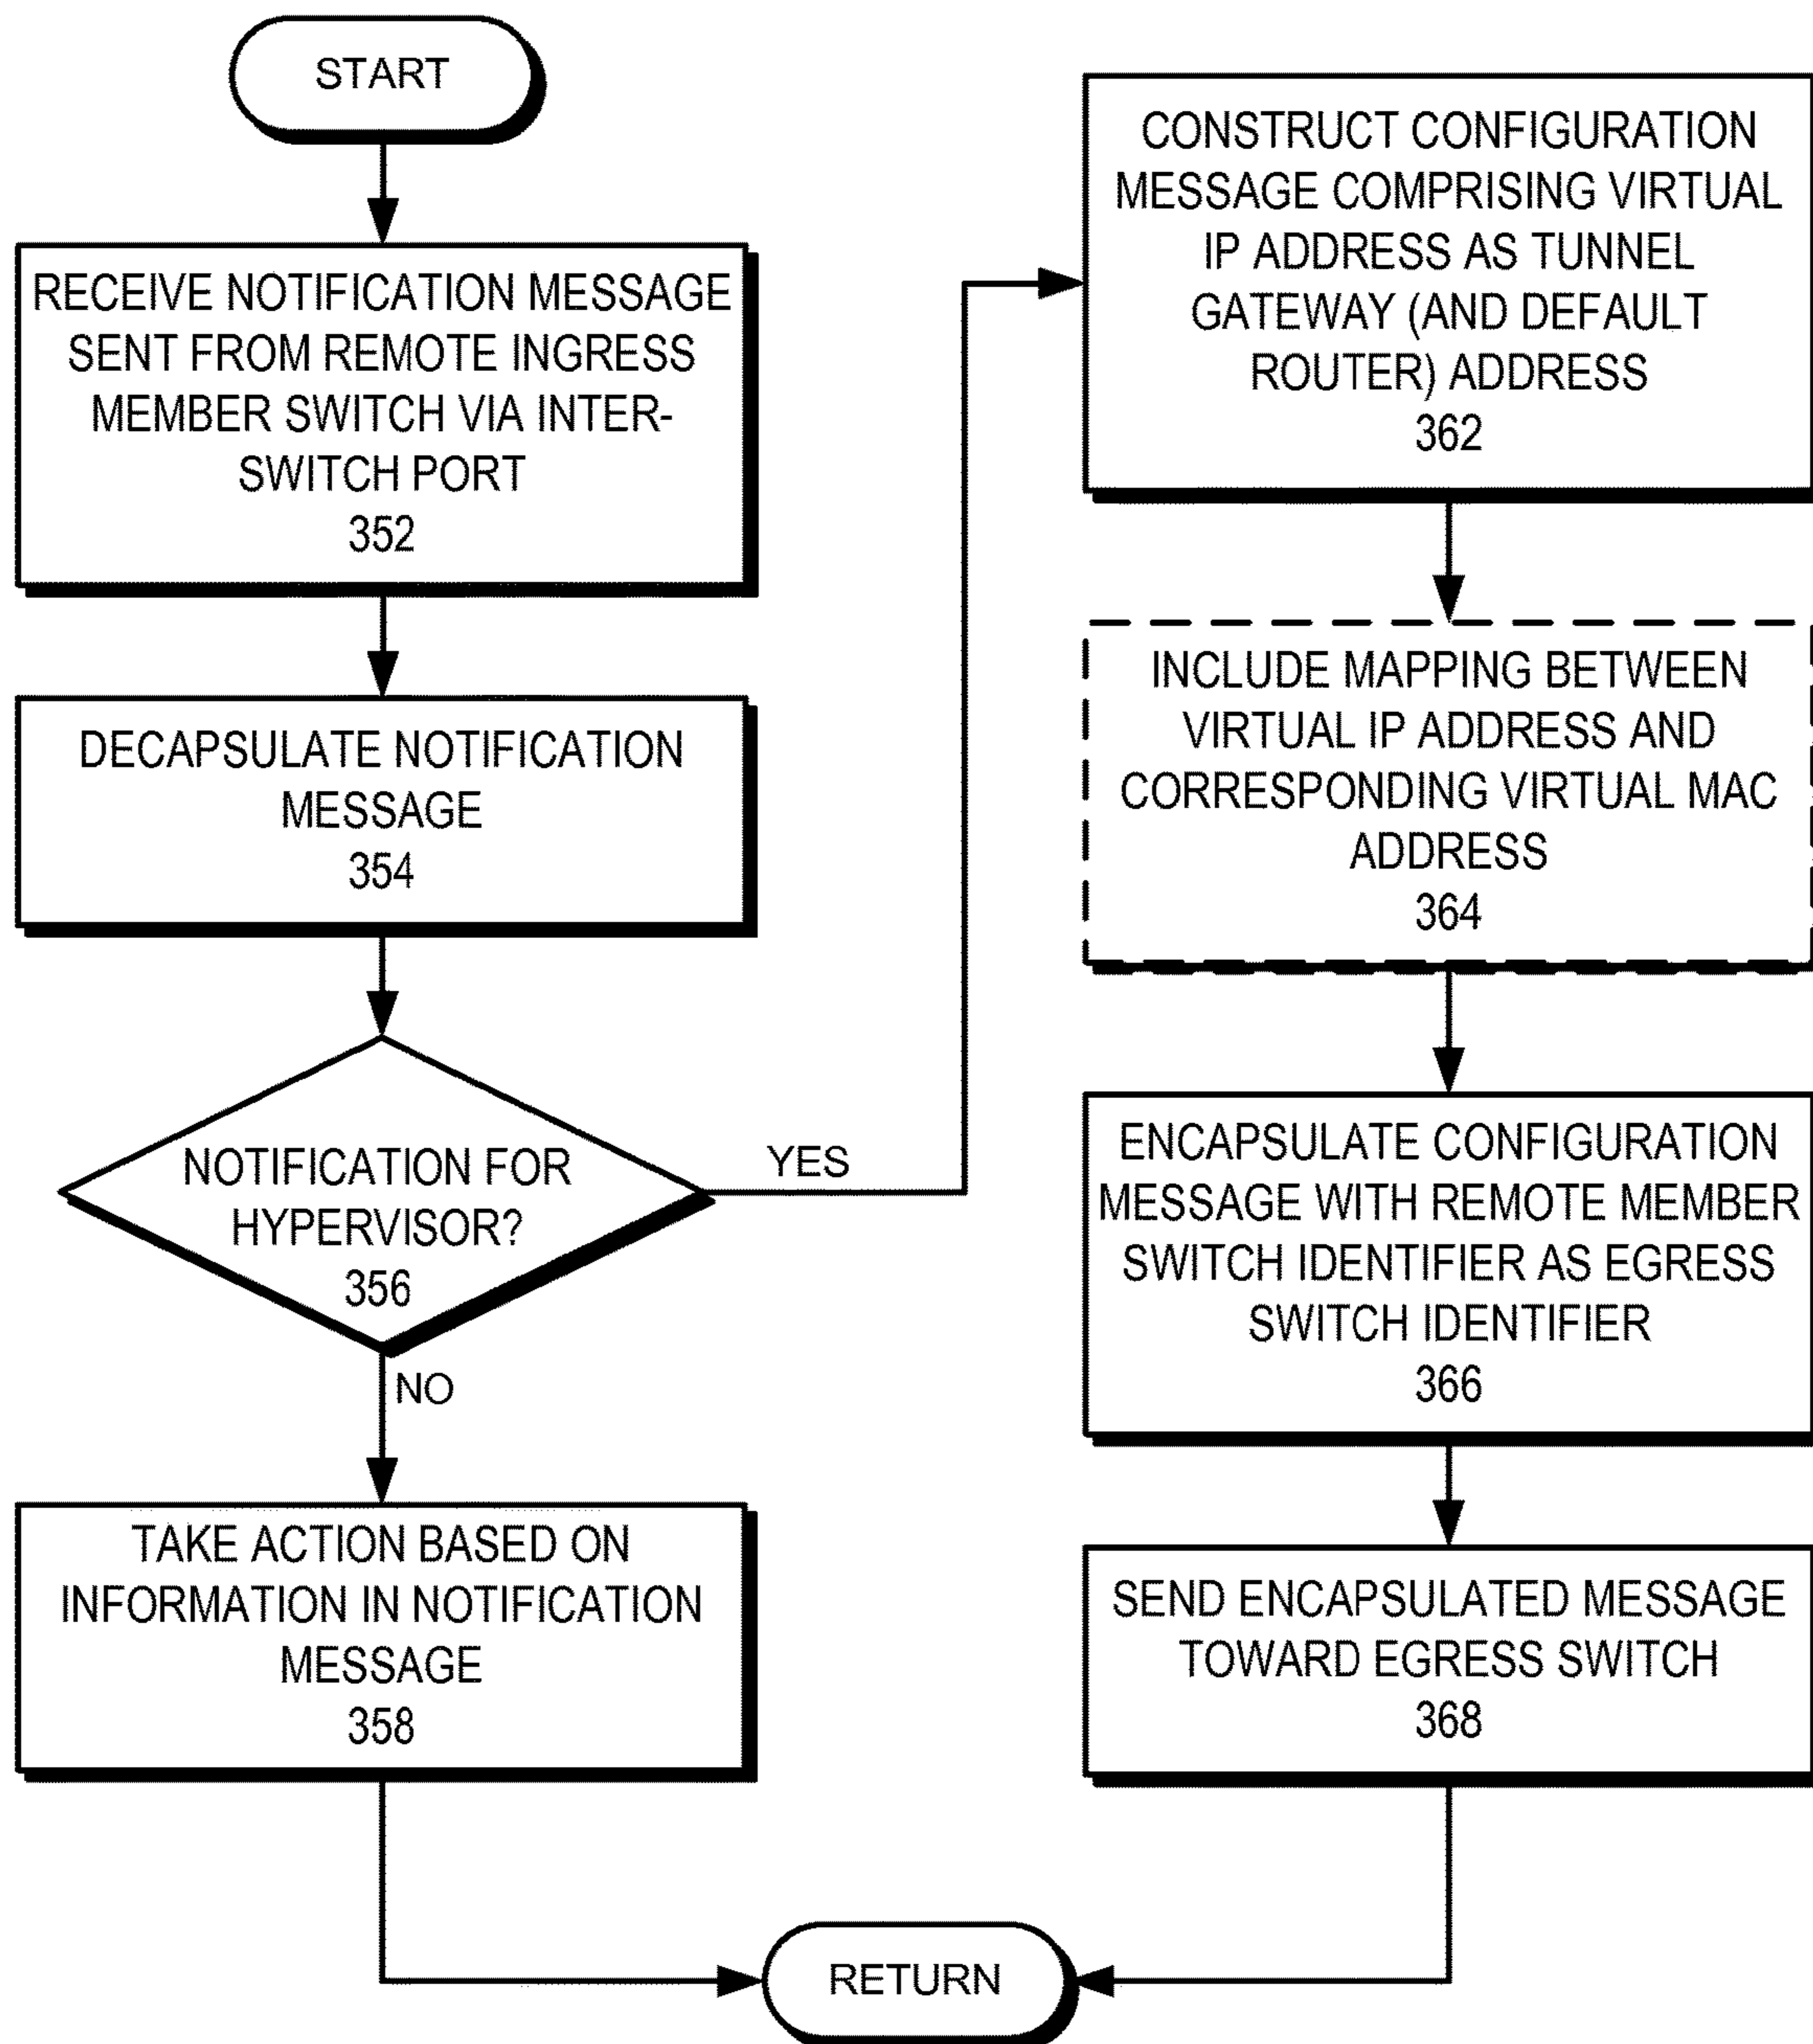 START
RECEIVE NOTIFICATION MESSAGE
SENT FROM REMOTE INGRESS
MEMBER SWITCH VIA INTER-
SWITCH PORT
352
DECAPSULATE NOTIFICATION
MESSAGE
354
NOTIFICATION FOR
HYPERVISOR?
356
YES
NO
TAKE ACTION BASED ON
INFORMATION IN NOTIFICATION
MESSAGE
358
CONSTRUCT CONFIGURATION
MESSAGE COMPRISING VIRTUAL
IP ADDRESS AS TUNNEL
GATEWAY (AND DEFAULT
ROUTER) ADDRESS
362
INCLUDE MAPPING BETWEEN
VIRTUAL IP ADDRESS AND
CORRESPONDING VIRTUAL MAC
ADDRESS
364
ENCAPSULATE CONFIGURATION
MESSAGE WITH REMOTE MEMBER
SWITCH IDENTIFIER AS EGRESS
SWITCH IDENTIFIER
366
SEND ENCAPSULATED MESSAGE
TOWARD EGRESS SWITCH
368
RETURN